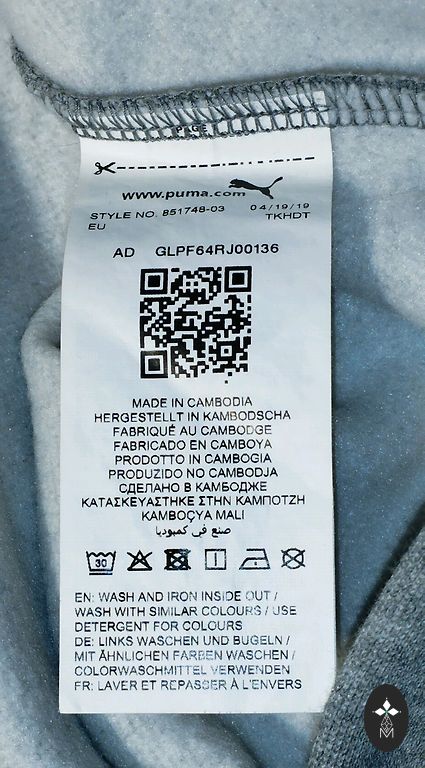 PAGE
www.puma.com
STYLE NO. 851748-03 04/19/19
EU TKHDT
AD GLPF64RJ00136
MADE IN CAMBODIA
HERGESTELLT IN KAMBODSCHA
FABRIQUÉ AU CAMBODGE
FABRICADO EN CAMBOYA
PRODOTTO IN CAMBOGIA
PRODUZIDO NO CAMBODJA
СДЕЛАНО В КАМБОДЖЕ
ΚΑΤΑΣΚΕΥΑΣΤΗΚΕ ΣΤΗΝ ΚΑΜΠΟΤΖΗ
KAMBOÇYA MALI
صنع في كمبوديا
30
EN: WASH AND IRON INSIDE OUT /
WASH WITH SIMILAR COLOURS / USE
DETERGENT FOR COLOURS
DE: LINKS WASCHEN UND BUGELN /
MIT ÄHNLICHEN FARBEN WASCHEN /
COLORWASCHMITTEL VERWENDEN
FR: LAVER ET REPASSER À L'ENVERS
M